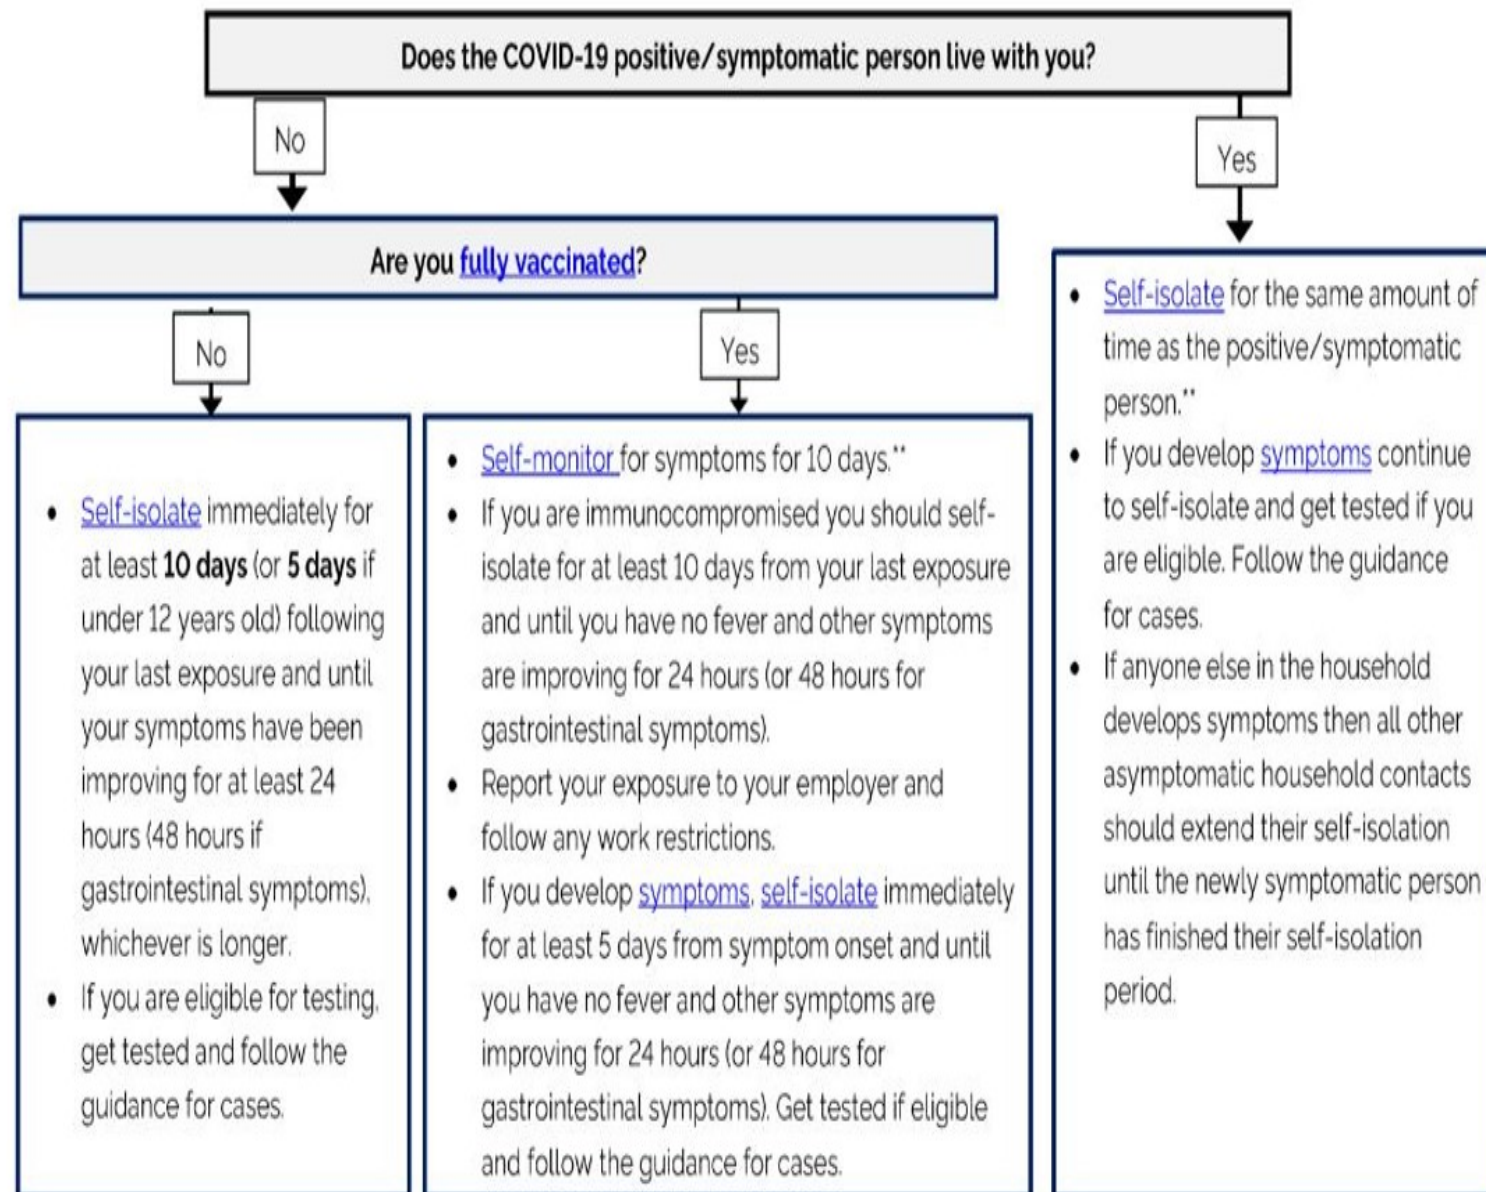 Does the COVID-19 positive/symptomatic person live with you?
No
Yes
Are you fully vaccinated?
No
Yes
• Self-isolate immediately for
at least 10 days (or 5 days if
under 12 years old) following
your last exposure and until
your symptoms have been
improving for at least 24
hours (48 hours if
gastrointestinal symptoms),
whichever is longer.
• If you are eligible for testing,
get tested and follow the
guidance for cases.
• Self-monitor for symptoms for 10 days.**
• If you are immunocompromised you should self-
isolate for at least 10 days from your last exposure
and until you have no fever and other symptoms
are improving for 24 hours (or 48 hours for
gastrointestinal symptoms).
• Report your exposure to your employer and
follow any work restrictions.
• If you develop symptoms, self-isolate immediately
for at least 5 days from symptom onset and until
you have no fever and other symptoms are
improving for 24 hours (or 48 hours for
gastrointestinal symptoms). Get tested if eligible
and follow the guidance for cases.
• Self-isolate for the same amount of
time as the positive/symptomatic
person.**
• If you develop symptoms continue
to self-isolate and get tested if you
are eligible. Follow the guidance
for cases.
• If anyone else in the household
develops symptoms then all other
asymptomatic household contacts
should extend their self-isolation
until the newly symptomatic person
has finished their self-isolation
period.